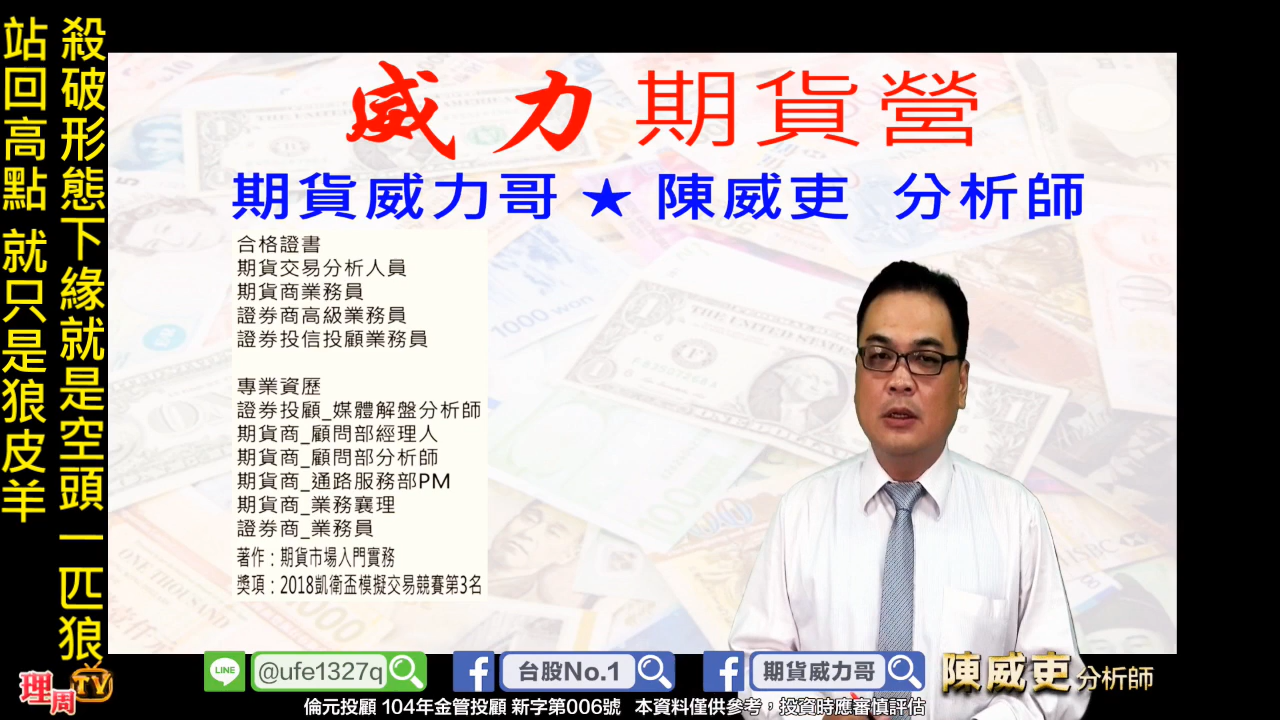 殺破形態下緣就是空頭一匹狼
站回高點 就只是狼皮羊
威力期貨營
期貨威力哥 ★ 陳威吏 分析師
合格證書
期貨交易分析人員
期貨商業務員
證券商高級業務員
證券投信投顧業務員
專業資歷
證券投顧_媒體解盤分析師
期貨商_顧問部經理人
期貨商_顧問部分析師
期貨商_通路服務部PM
期貨商_業務襄理
證券商_業務員
著作：期貨市場入門實務
獎項：2018凱衛盃模擬交易競賽第3名
理周TV
LINE @ufe1327q
台股No.1
期貨威力哥
陳威吏 分析師
倫元投顧 104年金管投顧 新字第006號 本資料僅供參考，投資時應審慎評估